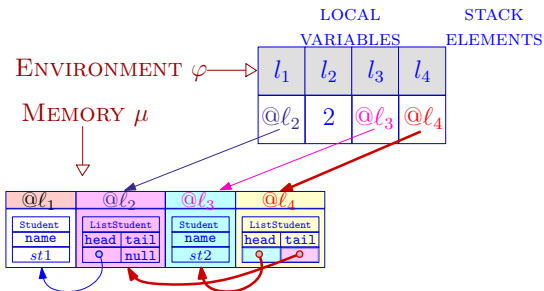 LOCAL VARIABLES
STACK ELEMENTS
ENVIRONMENT φ
l₁ l₂ l₃ l₄
MEMORY μ
@ℓ₂ 2 @ℓ₃ @ℓ₄
@ℓ₁ @ℓ₂ @ℓ₃ @ℓ₄
Student ListStudent Student ListStudent
name head tail name head tail
st1 null st2